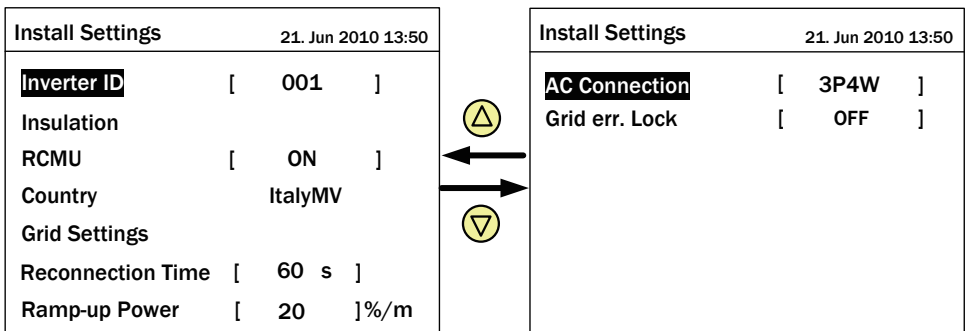 Install Settings 21. Jun 2010 13:50
Inverter ID [ 001 ]
Insulation
RCMU [ ON ]
Country ItalyMV
Grid Settings
Reconnection Time [ 60 s ]
Ramp-up Power [ 20 ]%/m
Install Settings 21. Jun 2010 13:50
AC Connection [ 3P4W ]
Grid err. Lock [ OFF ]